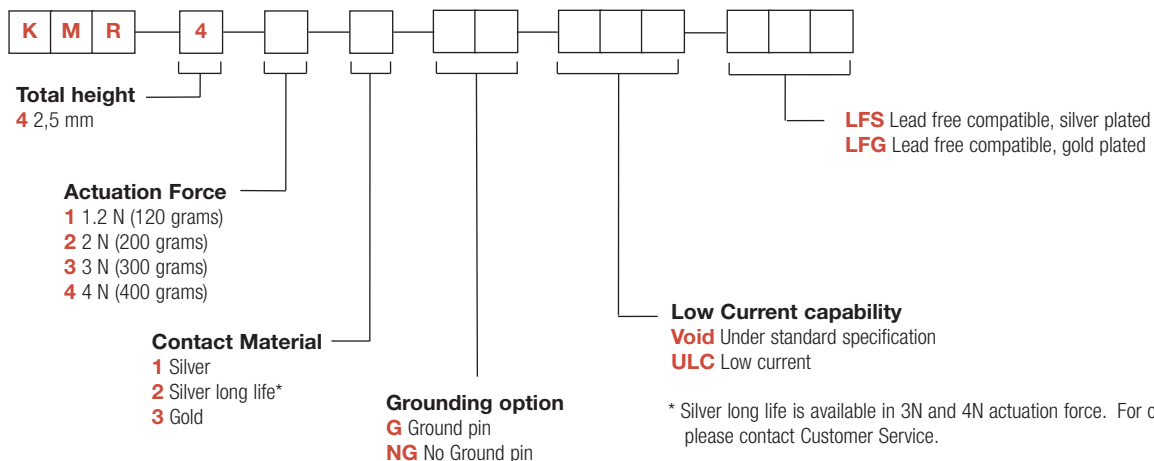 K M R 4
Total height
4 2,5 mm
LFS Lead free compatible, silver plated
LFG Lead free compatible, gold plated
Actuation Force
1 1.2 N (120 grams)
2 2 N (200 grams)
3 3 N (300 grams)
4 4 N (400 grams)
Low Current capability
Void Under standard specification
ULC Low current
Contact Material
1 Silver
2 Silver long life*
3 Gold
Grounding option
G Ground pin
NG No Ground pin
* Silver long life is available in 3N and 4N actuation force. For
please contact Customer Service.